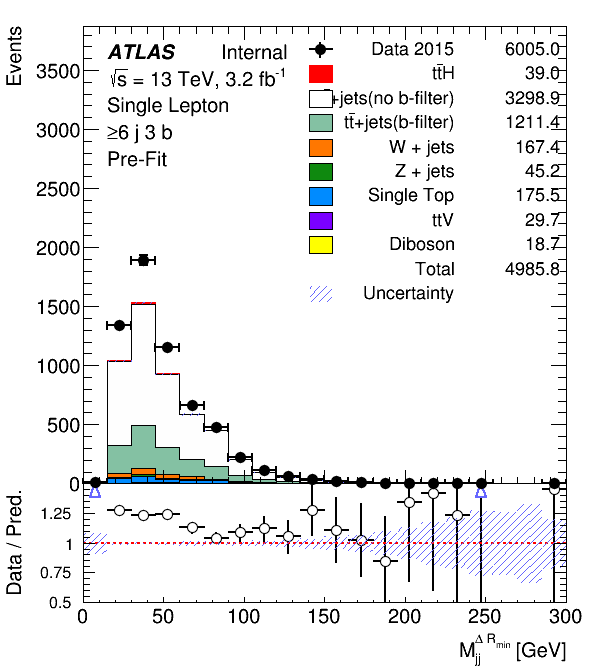 Events
ATLAS Internal
√s = 13 TeV, 3.2 fb⁻¹
Single Lepton
≥6 j 3 b
Pre-Fit
Data 2015 6005.0
tt̄H 39.0
+jets(no b-filter) 3298.9
tt̄+jets(b-filter) 1211.4
W + jets 167.4
Z + jets 45.2
Single Top 175.5
ttV 29.7
Diboson 18.7
Total 4985.8
Uncertainty
3500
3000
2500
2000
1500
1000
500
0
Data / Pred.
1.25
1
0.75
0.5
0 50 100 150 200 250 300
M_jj^Δ R_min [GeV]